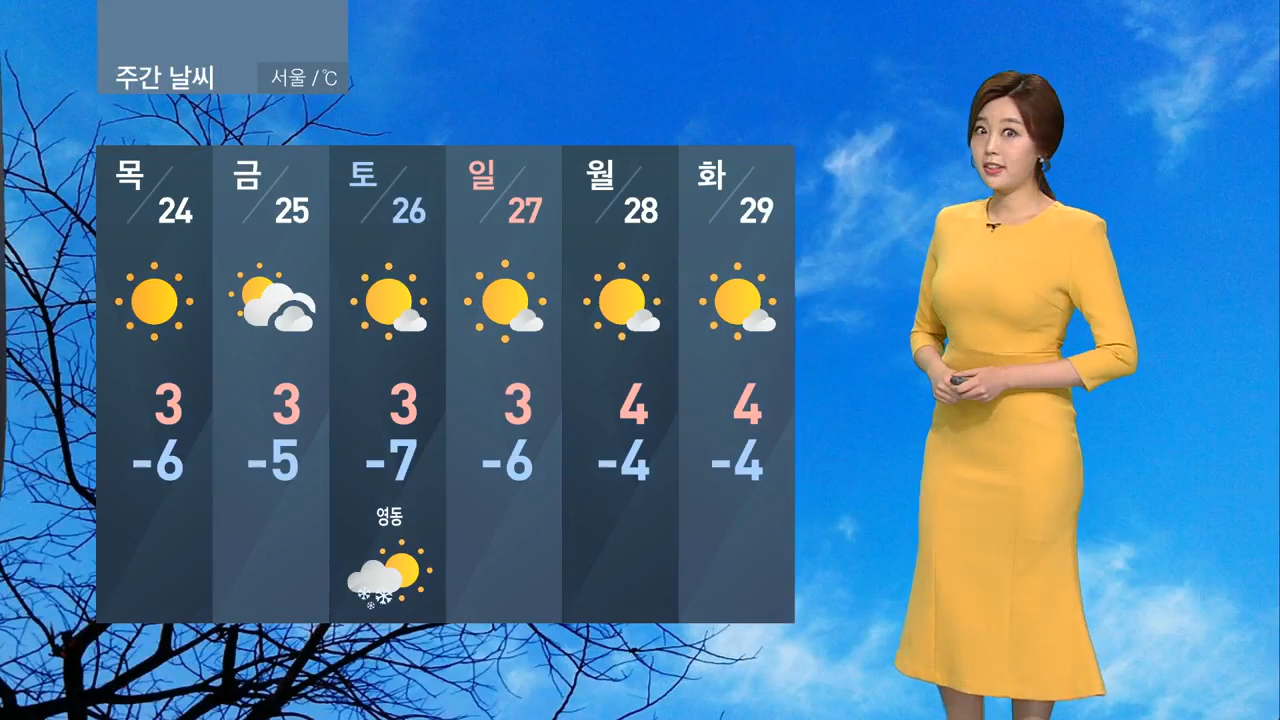 주간 날씨 서울 /℃
목 금 토 일 월 화
24 25 26 27 28 29
3 3 3 3 4 4
-6 -5 -7 -6 -4 -4
영동